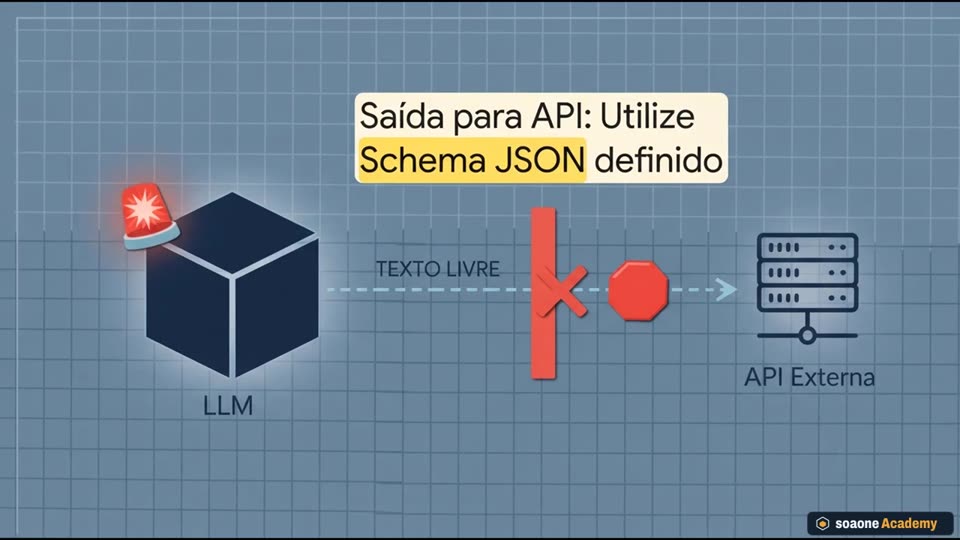 Saída para API: Utilize
Schema JSON definido
TEXTO LIVRE
API Externa
LLM
soaone Academy